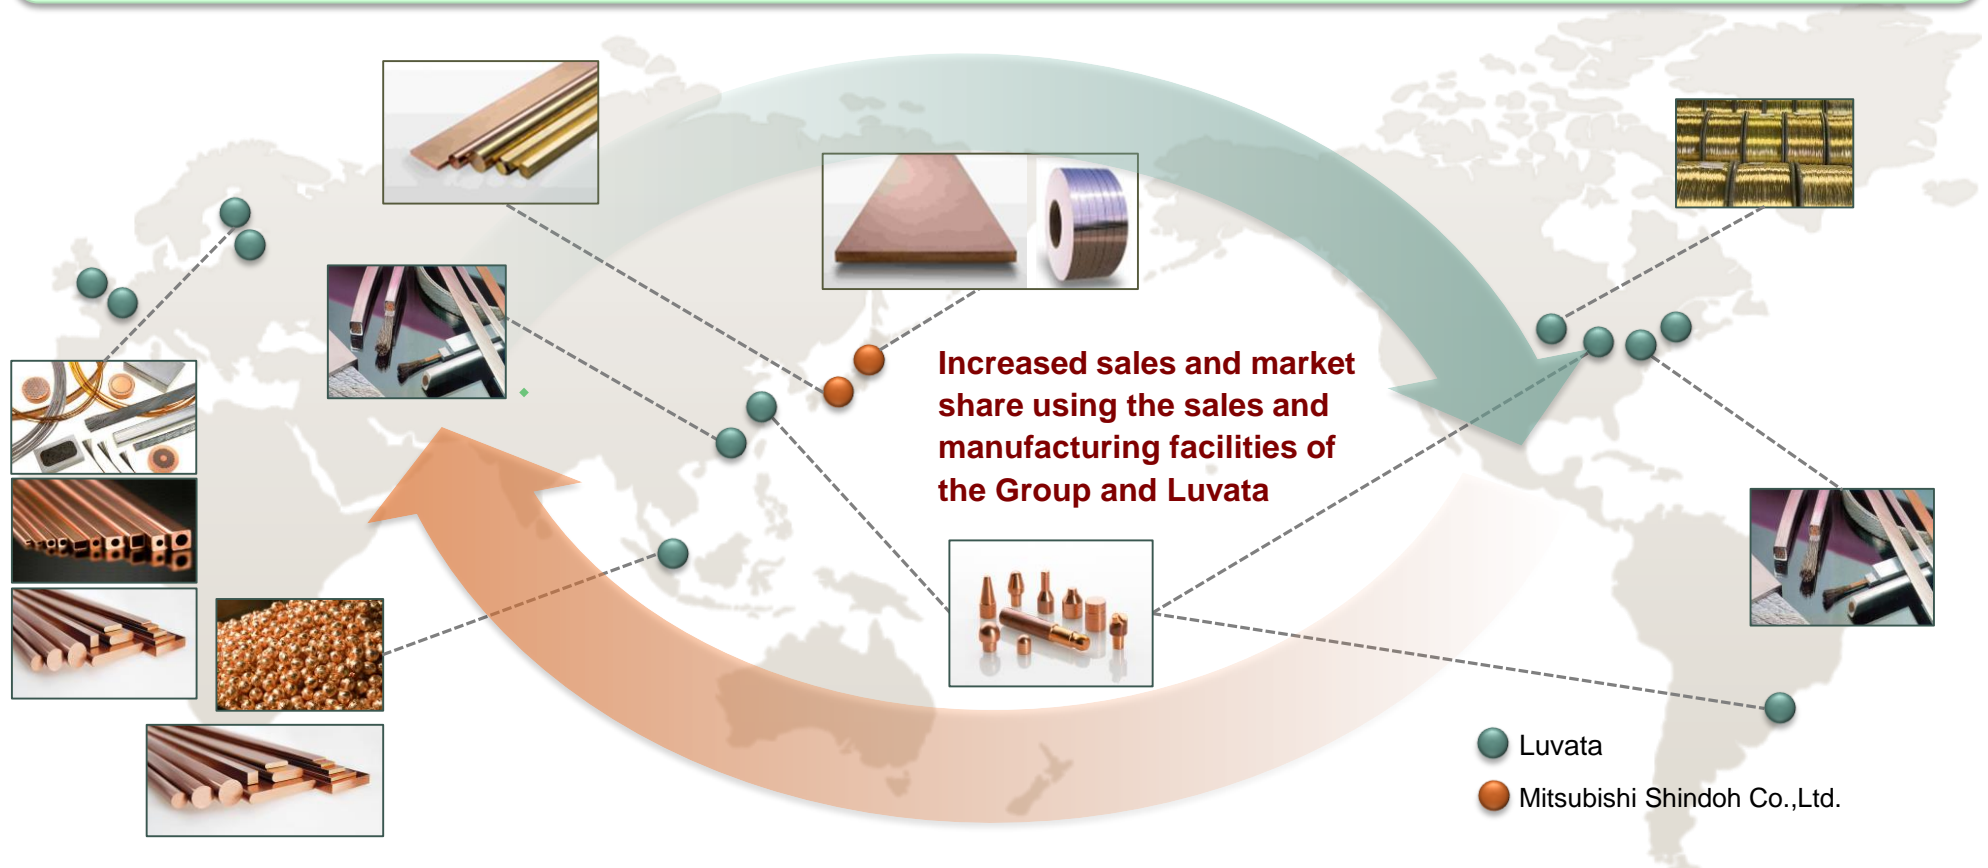 Increased sales and market
share using the sales and
manufacturing facilities of
the Group and Luvata
Luvata
Mitsubishi Shindoh Co.,Ltd.